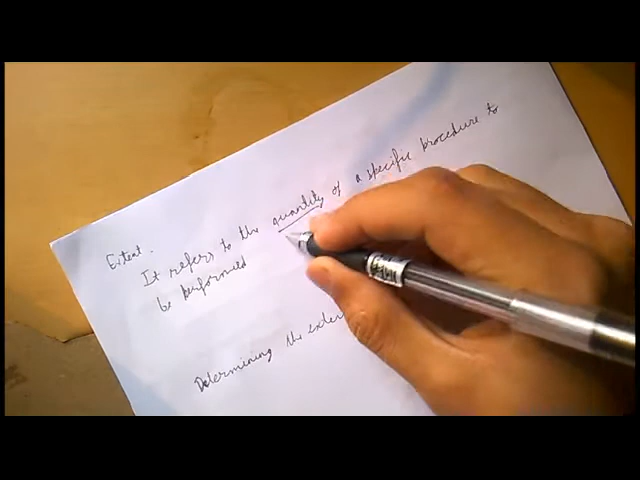 Extent.
It refers to the quantity of a specific procedure to
be performed
Determining the exten